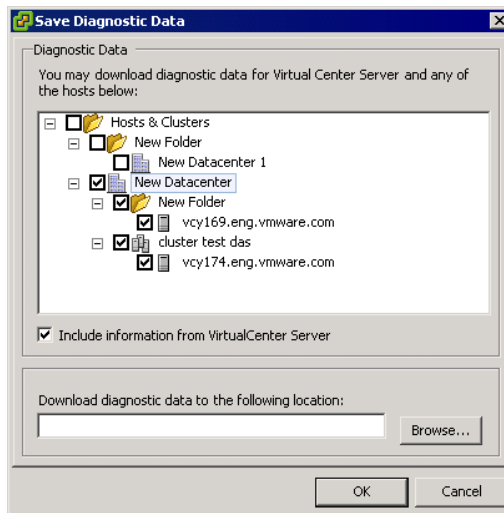 Save Diagnostic Data
Diagnostic Data
You may download diagnostic data for Virtual Center Server and any of
the hosts below:
Hosts & Clusters
New Folder
New Datacenter 1
New Datacenter
New Folder
vcy169.eng.vmware.com
cluster test das
vcy174.eng.vmware.com
Include information from VirtualCenter Server
Download diagnostic data to the following location:
Browse...
OK
Cancel